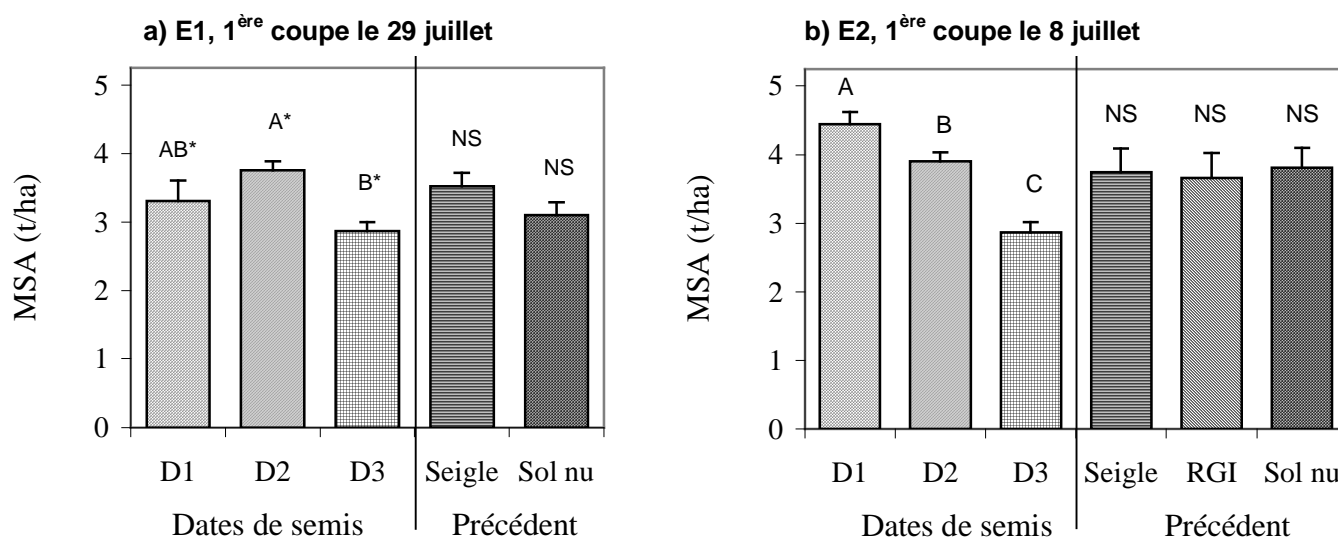 a) E1, 1ère coupe le 29 juillet
MSA (t/ha)
5
4
3
2
1
0
AB*
A*
B*
NS
NS
D1 D2 D3 Seigle Sol nu
Dates de semis Précédent
b) E2, 1ère coupe le 8 juillet
MSA (t/ha)
5
4
3
2
1
0
A
B
C
NS NS NS
D1 D2 D3 Seigle RGI Sol nu
Dates de semis Précédent